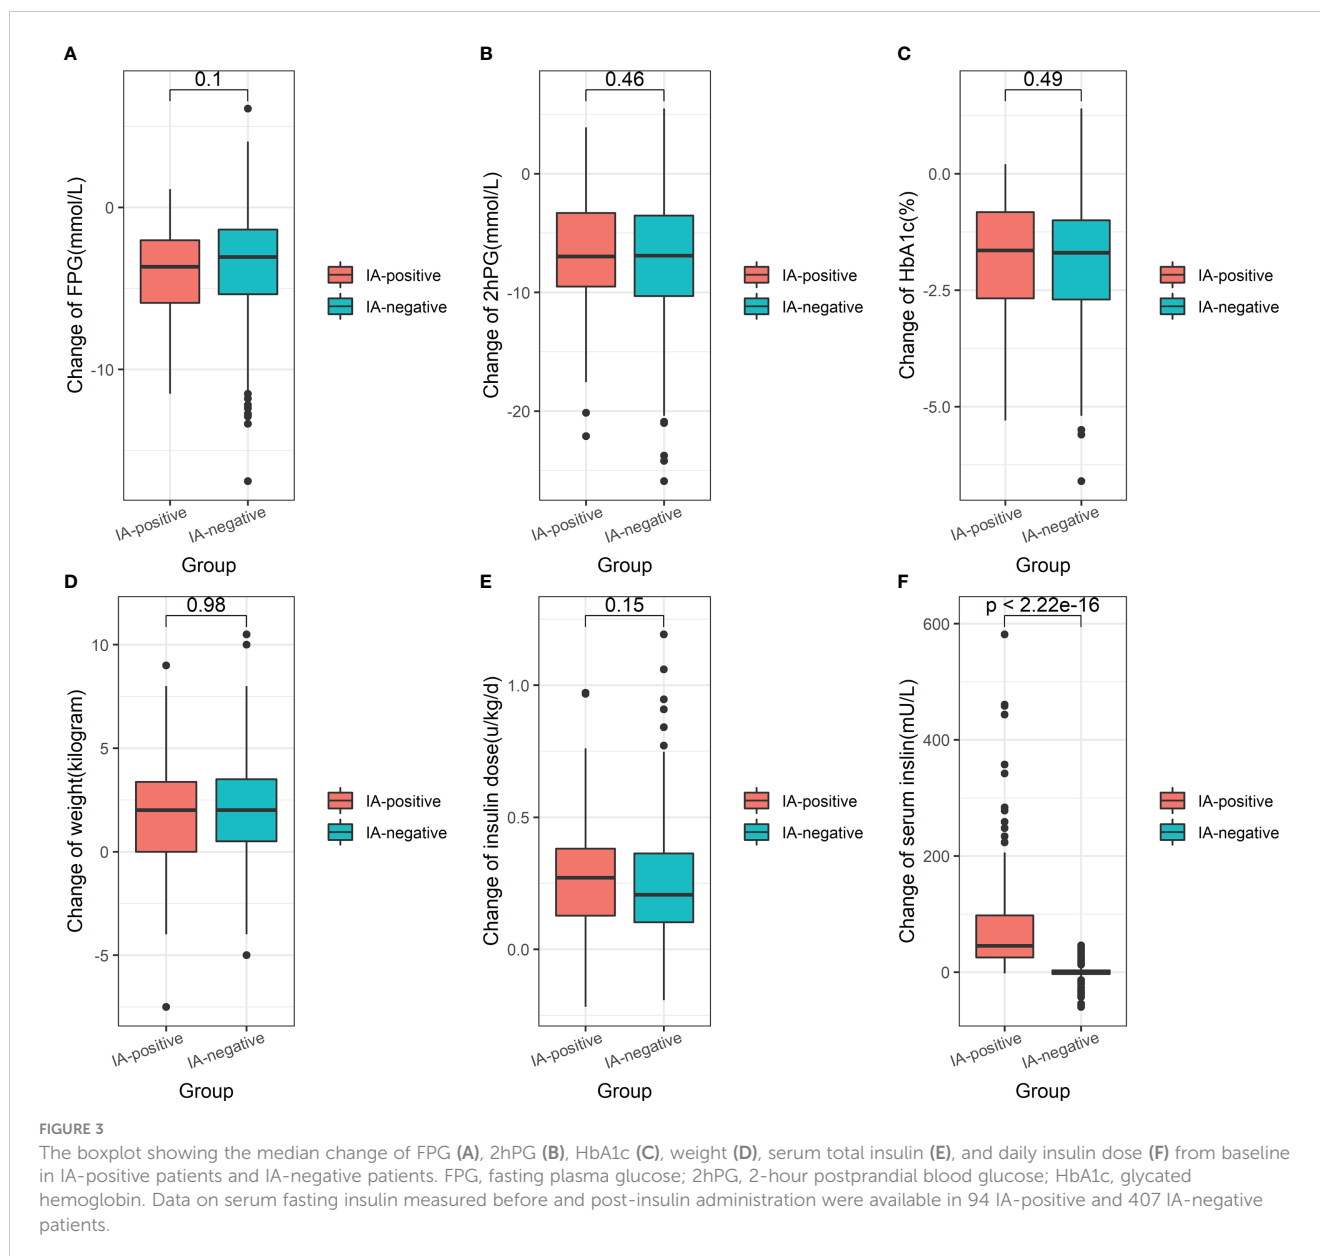 A
0.1
0
-10
Change of FPG(mmol/L)
IA-positive
IA-negative
Group
IA-positive
IA-negative
B
0.46
0
-10
-20
Change of 2hPG(mmol/L)
IA-positive
IA-negative
Group
IA-positive
IA-negative
C
0.49
0.0
-2.5
-5.0
Change of HbA1c(%)
IA-positive
IA-negative
Group
IA-positive
IA-negative
D
0.98
10
5
0
-5
Change of weight(kilogram)
IA-positive
IA-negative
Group
IA-positive
IA-negative
E
0.15
1.0
0.5
0.0
Change of insulin dose(u/kg/d)
IA-positive
IA-negative
Group
IA-positive
IA-negative
F
p < 2.22e-16
600
400
200
0
Change of serum inslin(mU/L)
IA-positive
IA-negative
Group
IA-positive
IA-negative
FIGURE 3
The boxplot showing the median change of FPG (A), 2hPG (B), HbA1c (C), weight (D), serum total insulin (E), and daily insulin dose (F) from baseline
in IA-positive patients and IA-negative patients. FPG, fasting plasma glucose; 2hPG, 2-hour postprandial blood glucose; HbA1c, glycated
hemoglobin. Data on serum fasting insulin measured before and post-insulin administration were available in 94 IA-positive and 407 IA-negative
patients.